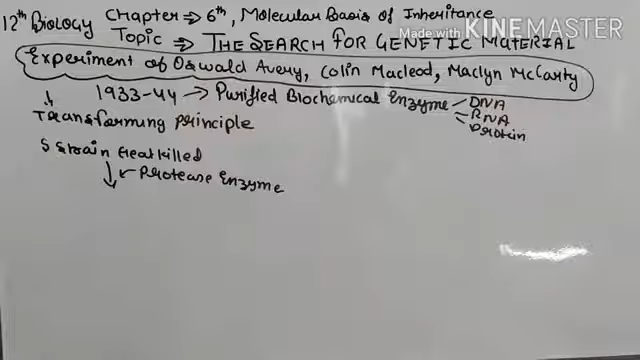 12th Biology Chapter ⇒ 6th, Molecular Basis of Inheritance
Topic ⇒ THE SEARCH FOR GENETIC MATERIAL
Made with KINEMASTER
Experiment of Oswald Avery, Colin Macleod, Maclyn McCarty
1933-44 → Purified Biochemical Enzyme – DNA
– RNA
– Protein
↓ Transforming principle
S strain Heat killed
↓ ← Protease Enzyme